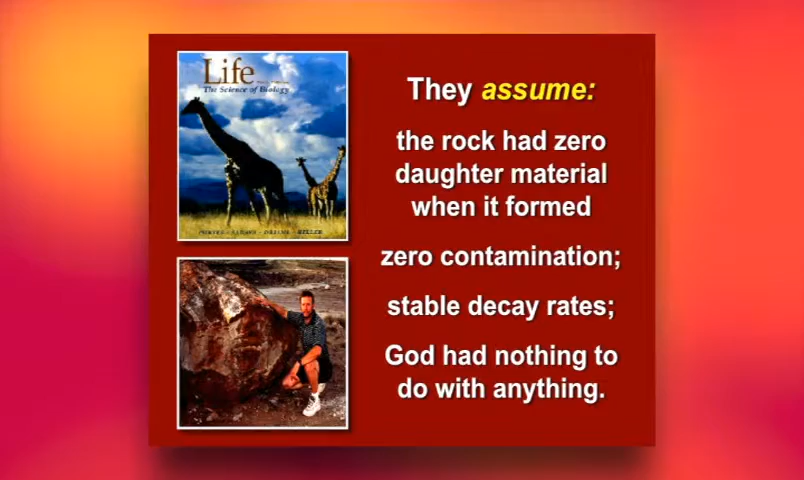 Life
The Science of Biology
They assume:
the rock had zero
daughter material
when it formed
zero contamination;
stable decay rates;
God had nothing to
do with anything.
HELLER